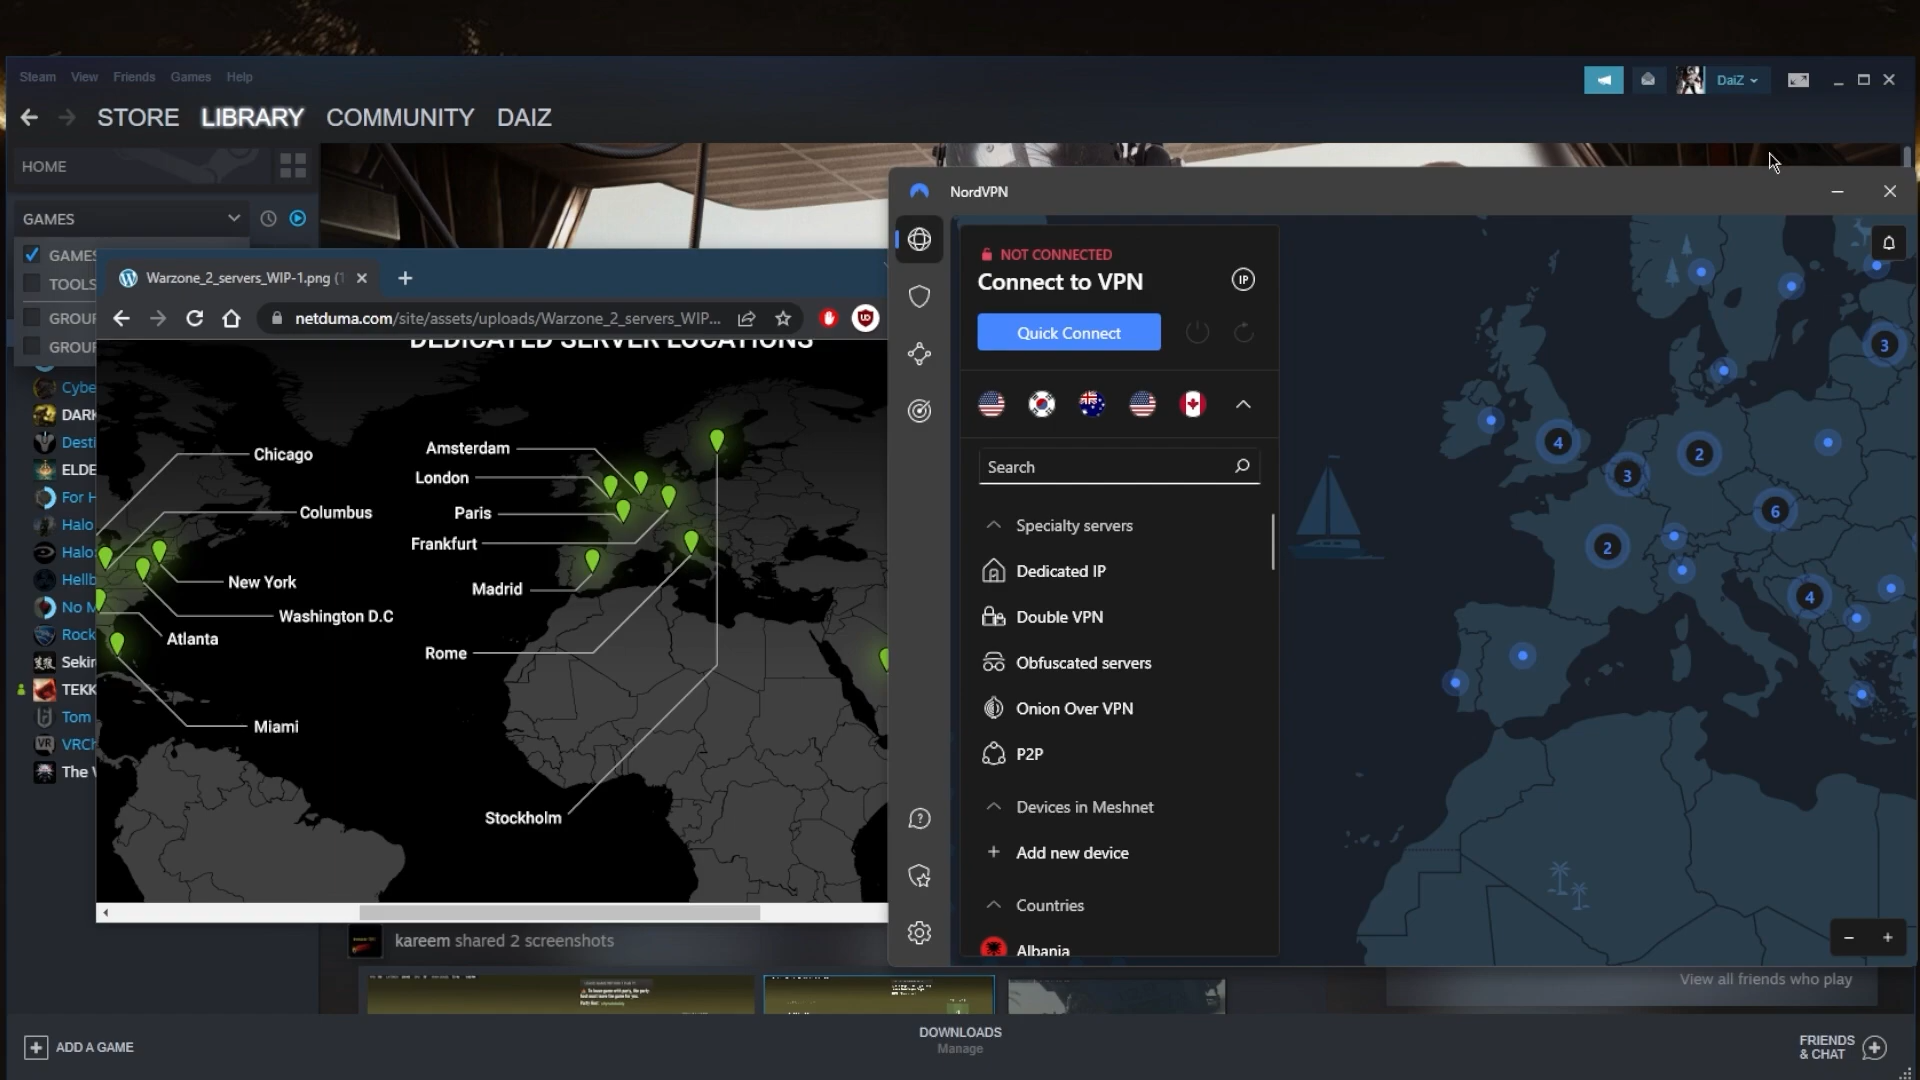 Steam View Friends Games Help
DaiZ
STORE LIBRARY COMMUNITY DAIZ
HOME
GAMES
GAMES
TOOLS
GROUP
GROUP
Cybe
DARK
Desti
ELDE
For H
Halo
Halo
Hellb
No M
Rock
Sekir
TEKK
Tom
VRCh
The
Warzone_2_servers_WIP-1.png (1
netduma.com/site/assets/uploads/Warzone_2_servers_WIP...
DEDICATED SERVER LOCATIONS
Chicago
Columbus
New York
Washington D.C
Atlanta
Miami
Amsterdam
London
Paris
Frankfurt
Madrid
Rome
Stockholm
NordVPN
NOT CONNECTED
Connect to VPN
IP
Quick Connect
Search
Specialty servers
Dedicated IP
Double VPN
Obfuscated servers
Onion Over VPN
P2P
Devices in Meshnet
Add new device
Countries
Albania
3
4
2
3
6
2
4
kareem shared 2 screenshots
View all friends who play
ADD A GAME
DOWNLOADS
Manage
FRIENDS
& CHAT